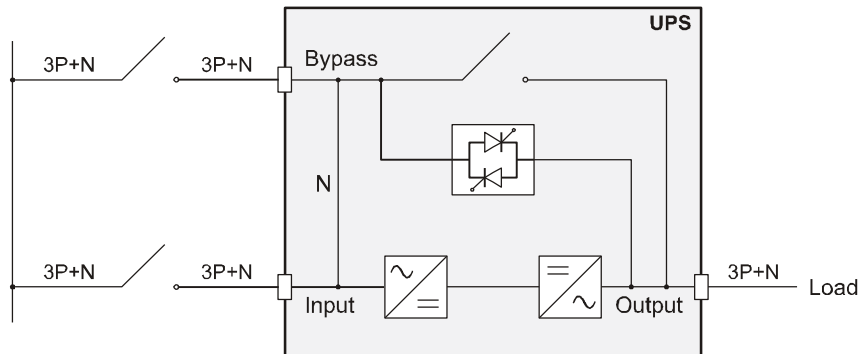 UPS
3P+N
3P+N
Bypass
N
3P+N
3P+N
Input
Output
3P+N
Load